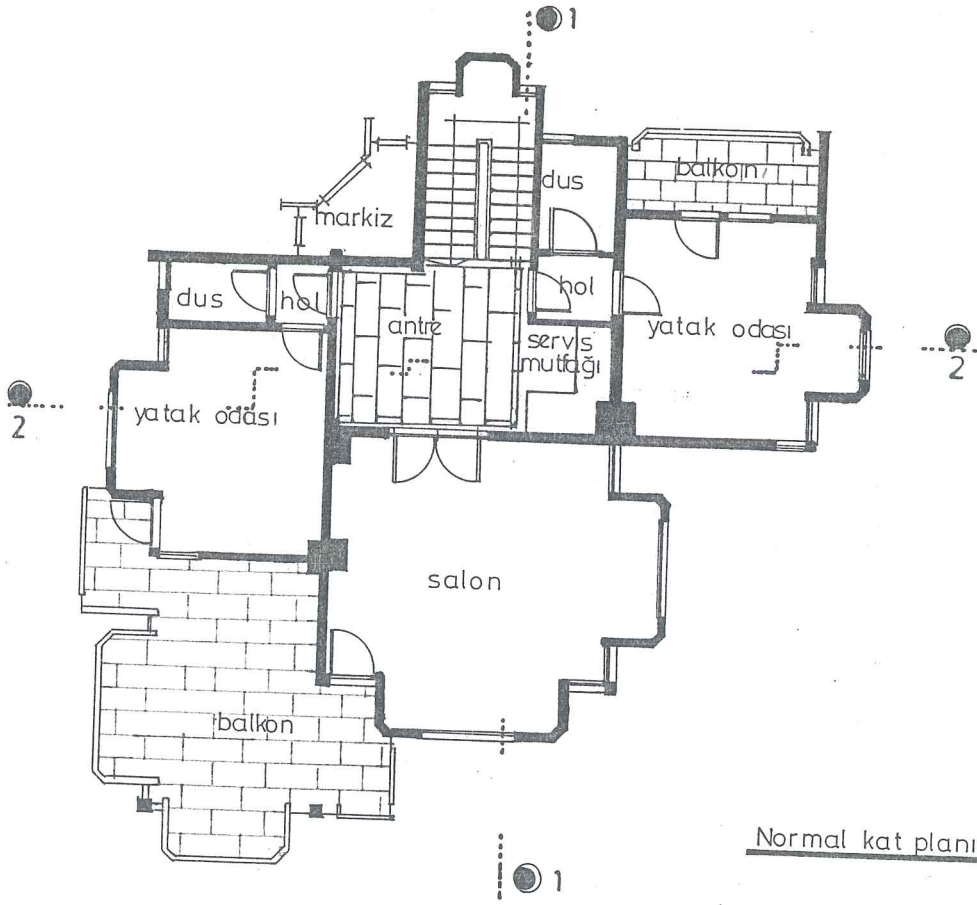 1
balkon
dus
markiz
hol
dus
hol
antre
yatak odası
servis
mutfağı
2
2
yatak odası
salon
balkon
Normal kat planı
1